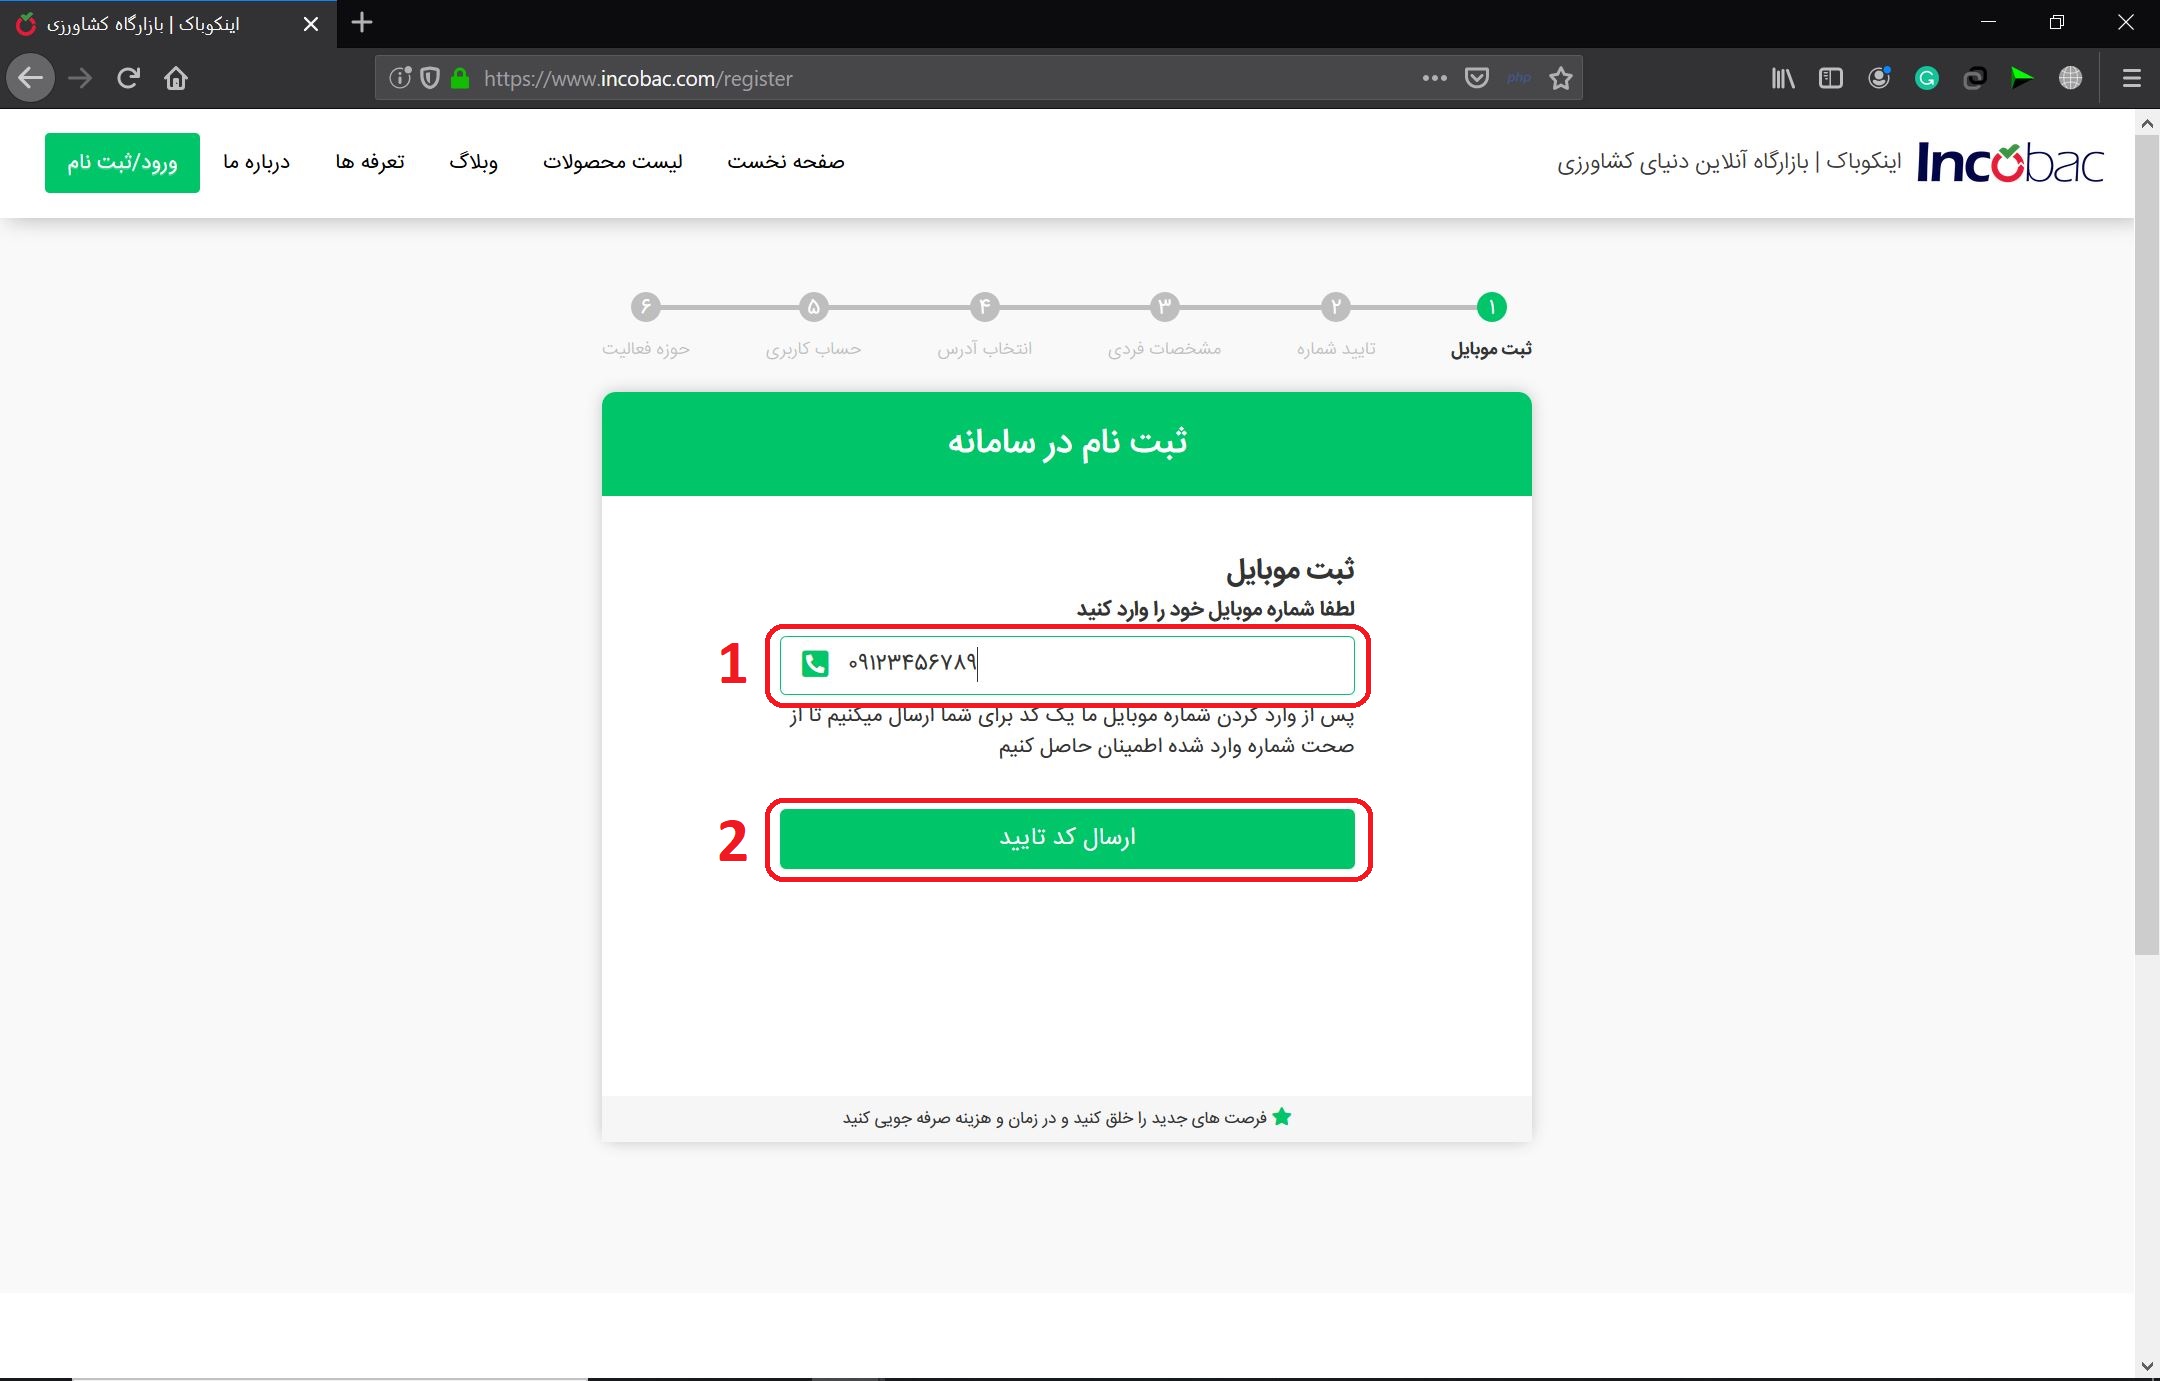 اینکوباک | بازارگاه کشاورزی
https://www.incobac.com/register
php
Incobac
اینکوباک | بازارگاه آنلاین دنیای کشاورزی
صفحه نخست
لیست محصولات
وبلاگ
تعرفه ها
درباره ما
ورود/ثبت نام
۱
۲
۳
۴
۵
۶
ثبت موبایل
تایید شماره
مشخصات فردی
انتخاب آدرس
حساب کاربری
حوزه فعالیت
ثبت نام در سامانه
ثبت موبایل
لطفا شماره موبایل خود را وارد کنید
1
۰۹۱۲۳۴۵۶۷۸۹
پس از وارد کردن شماره موبایل ما یک کد برای شما ارسال میکنیم تا از
صحت شماره وارد شده اطمینان حاصل کنیم
2
ارسال کد تایید
فرصت های جدید را خلق کنید و در زمان و هزینه صرفه جویی کنید